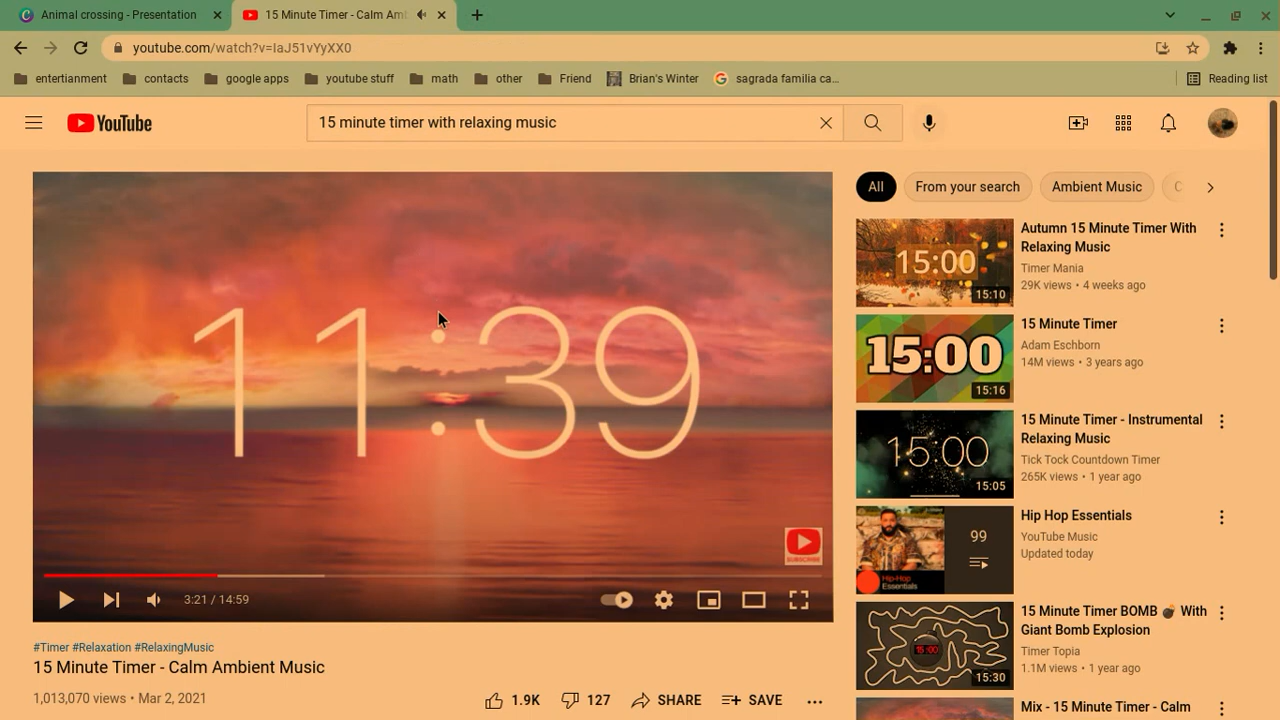 Animal crossing - Presentation
15 Minute Timer - Calm Am
youtube.com/watch?v=IaJ51vYyXX0
entertianment
contacts
google apps
youtube stuff
math
other
Friend
Brian's Winter
sagrada familia ca...
Reading list
YouTube
15 minute timer with relaxing music
11:39
SUBSCRIBE
3:21 / 14:59
#Timer #Relaxation #RelaxingMusic
15 Minute Timer - Calm Ambient Music
1,013,070 views • Mar 2, 2021
1.9K
127
SHARE
SAVE
All
From your search
Ambient Music
C
15:00
15:10
Autumn 15 Minute Timer With
Relaxing Music
Timer Mania
29K views • 4 weeks ago
15:00
15:16
15 Minute Timer
Adam Eschborn
14M views • 3 years ago
15:00
15:05
15 Minute Timer - Instrumental
Relaxing Music
Tick Tock Countdown Timer
265K views • 1 year ago
Hip-Hop
Essentials
99
Hip Hop Essentials
YouTube Music
Updated today
15:00
15:30
15 Minute Timer BOMB 💣 With
Giant Bomb Explosion
Timer Topia
1.1M views • 1 year ago
Mix - 15 Minute Timer - Calm